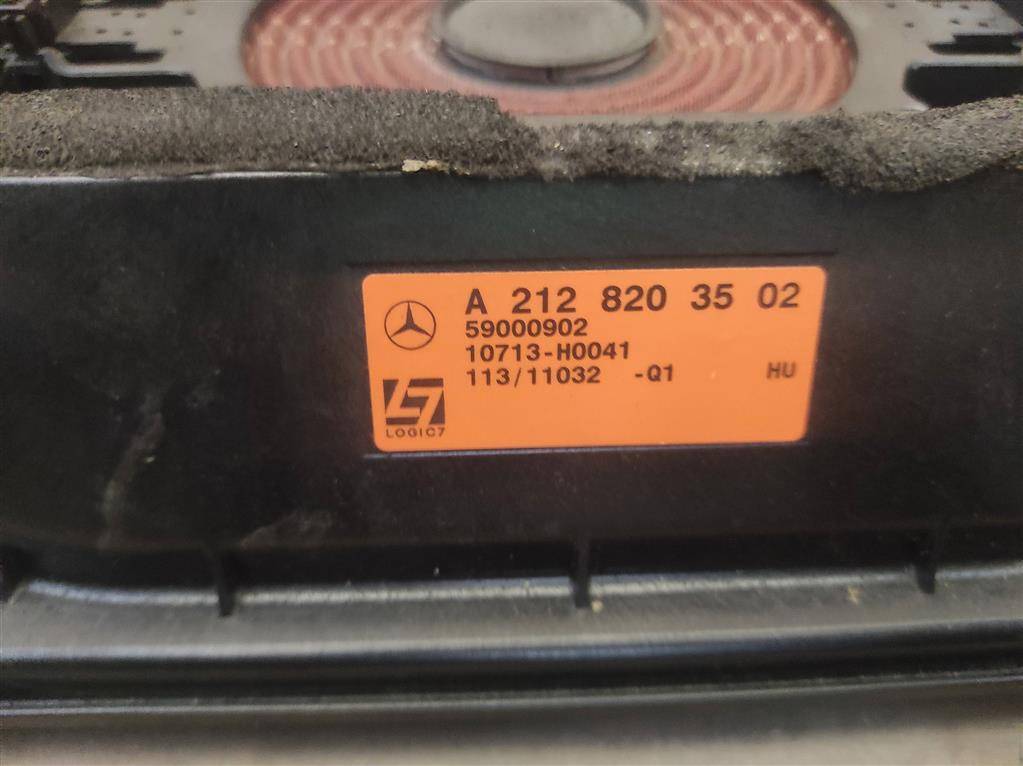 A 212 820 35 02
59000902
10713-H0041
113/11032 -Q1 HU
LOGIC7